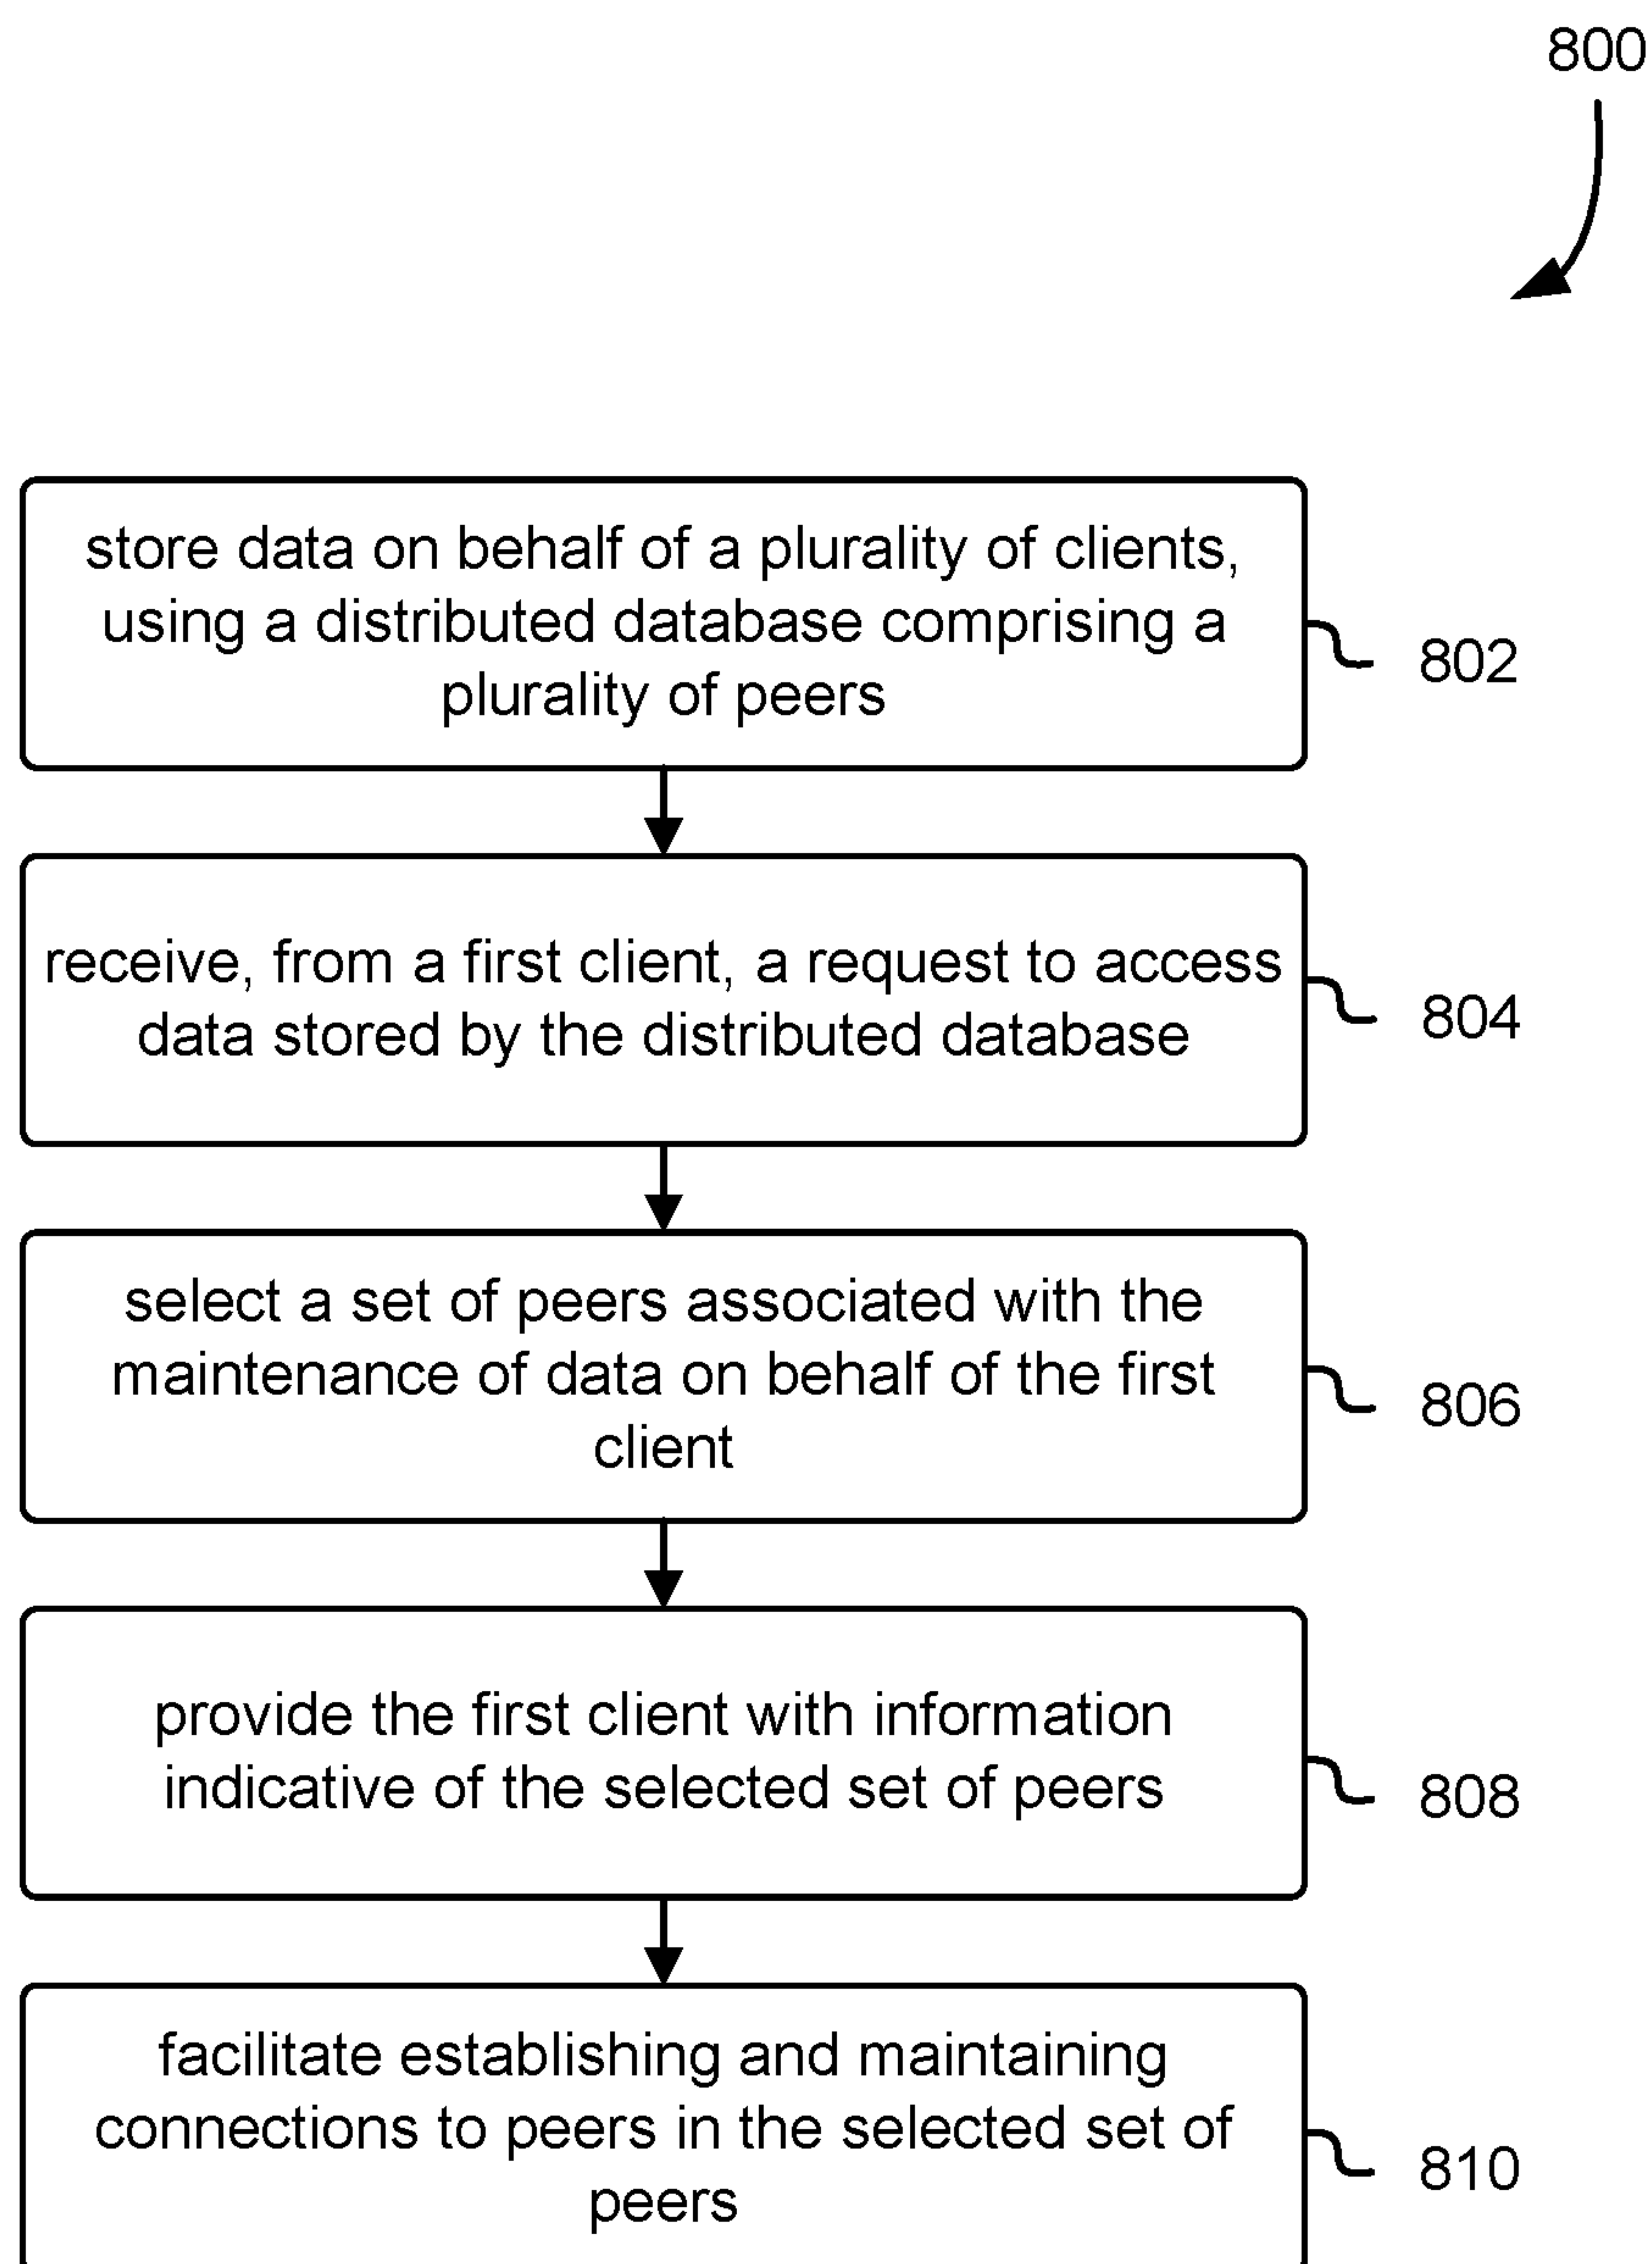 800
store data on behalf of a plurality of clients,
using a distributed database comprising a
plurality of peers
802
receive, from a first client, a request to access
data stored by the distributed database
804
select a set of peers associated with the
maintenance of data on behalf of the first
client
806
provide the first client with information
indicative of the selected set of peers
808
facilitate establishing and maintaining
connections to peers in the selected set of
peers
810